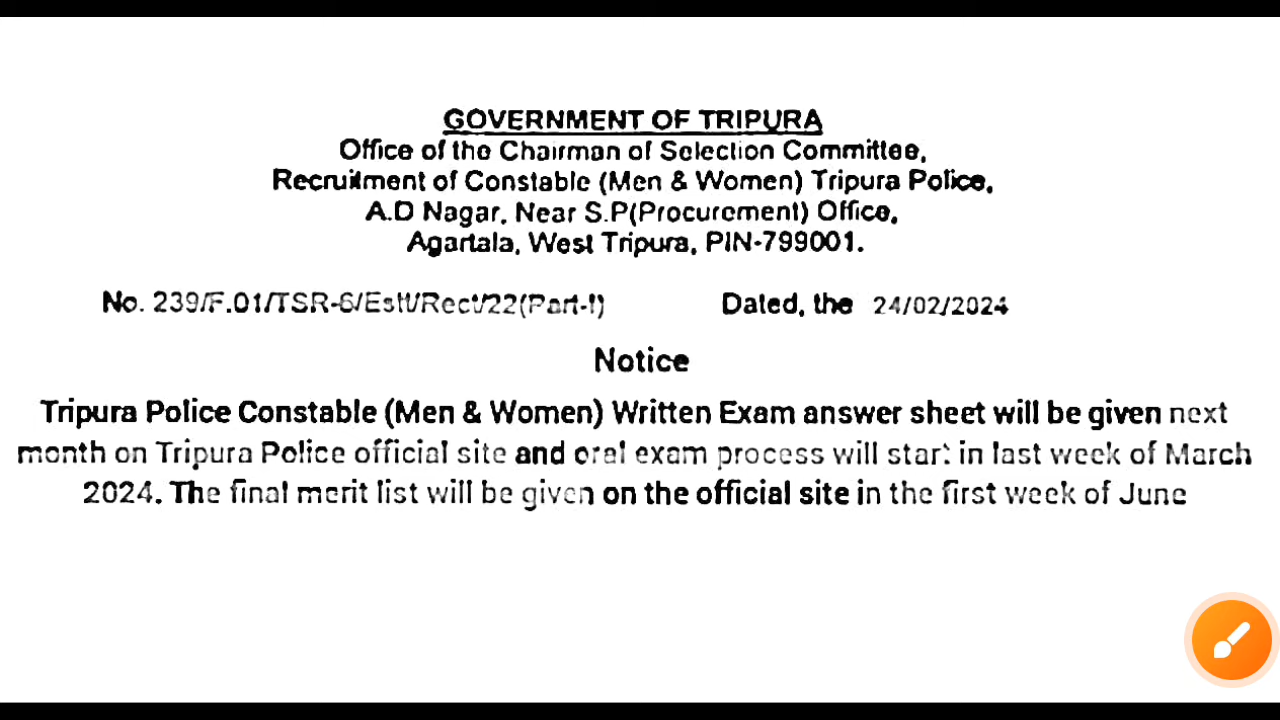 GOVERNMENT OF TRIPURA
Office of the Chairman of Selection Committee,
Recruitment of Constable (Men & Women) Tripura Police,
A.D Nagar, Near S.P(Procurement) Office,
Agartala, West Tripura, PIN-799001.
No. 239/F.01/TSR-6/Estt/Rect/22(Part-I) Dated, the 24/02/2024
Notice
Tripura Police Constable (Men & Women) Written Exam answer sheet will be given next
month on Tripura Police official site and oral exam process will start in last week of March
2024. The final merit list will be given on the official site in the first week of June